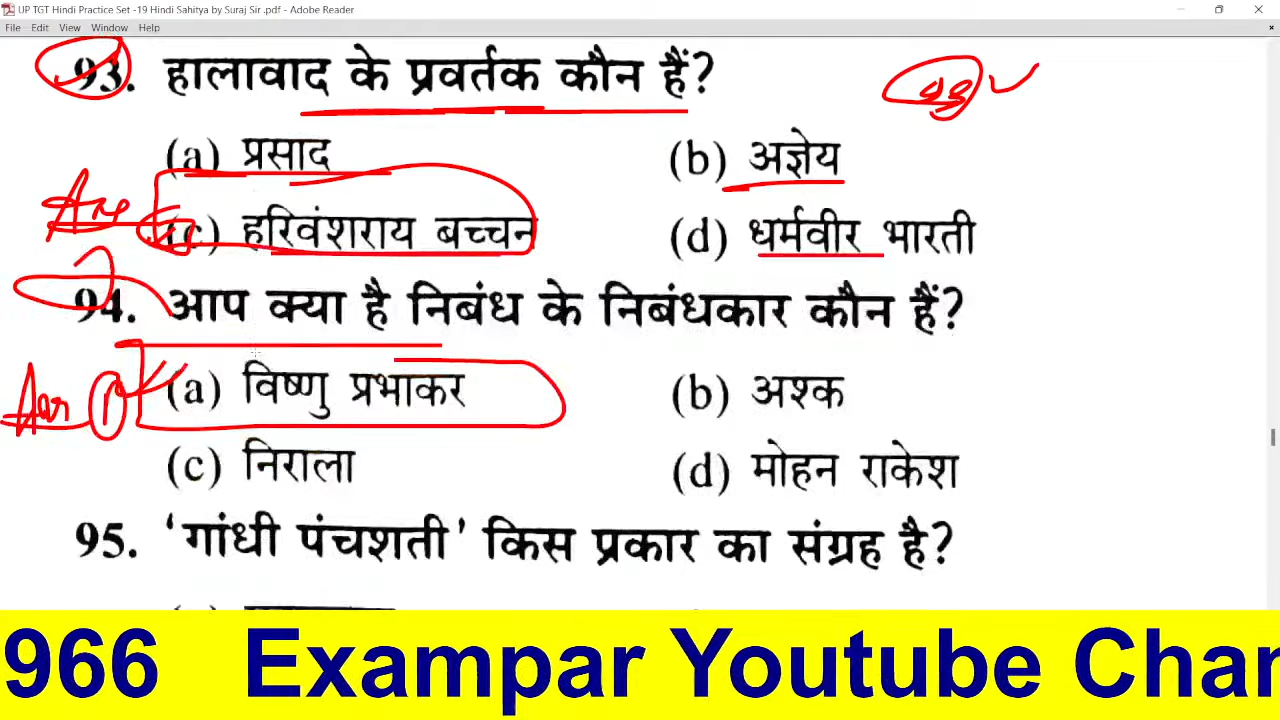 UP TGT Hindi Practice Set -19 Hindi Sahitya by Suraj Sir .pdf - Adobe Reader
File Edit View Window Help
93. हालावाद के प्रवर्तक कौन हैं?
(a) प्रसाद (b) अज्ञेय
(c) हरिवंशराय बच्चन (d) धर्मवीर भारती
94. आप क्या है निबंध के निबंधकार कौन हैं?
(a) विष्णु प्रभाकर (b) अश्क
(c) निराला (d) मोहन राकेश
95. 'गांधी पंचशती' किस प्रकार का संग्रह है?
966 Exampar Youtube Chan